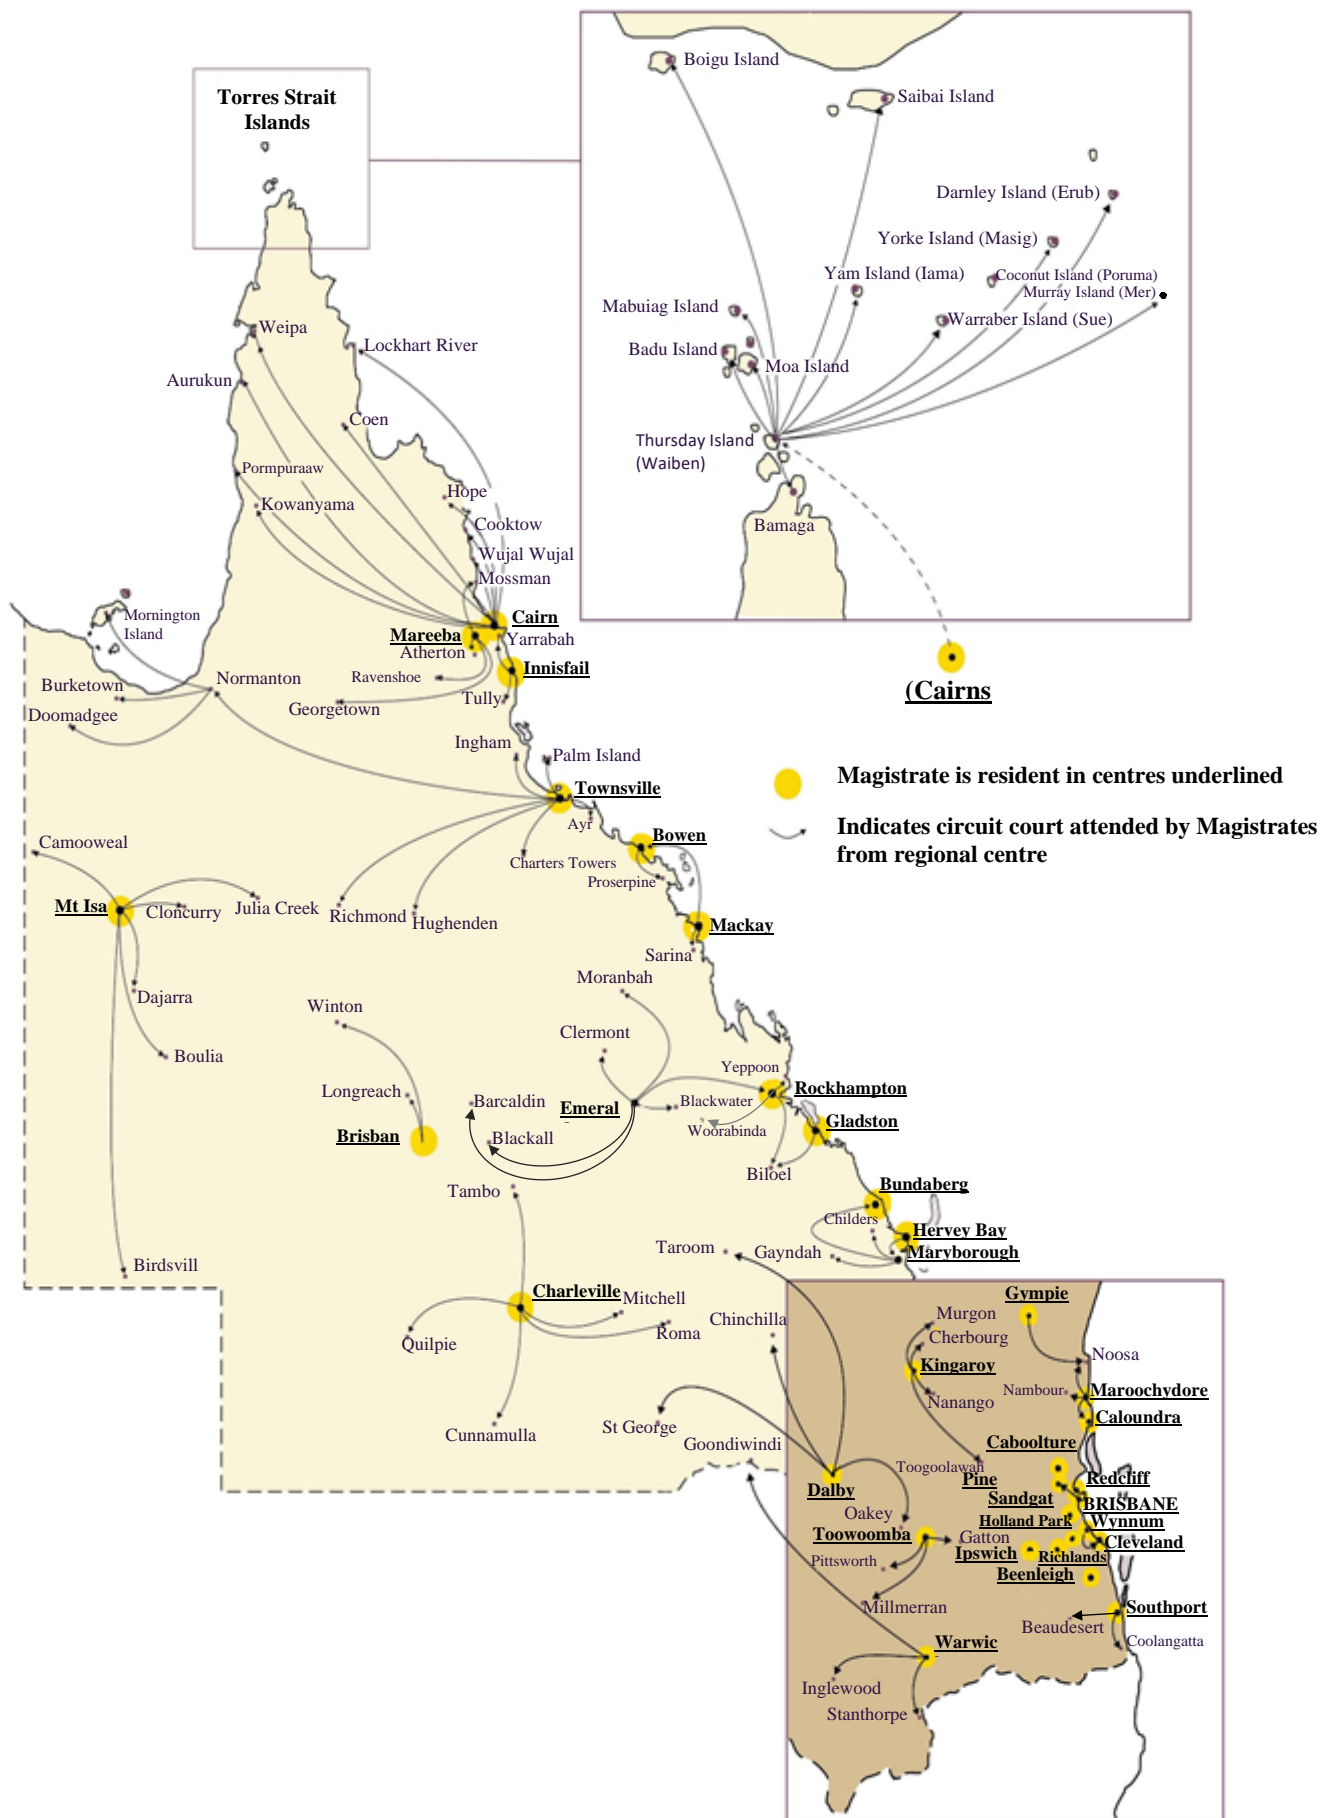 Torres Strait
Islands
Boigu Island
Saibai Island
Darnley Island (Erub)
Yorke Island (Masig)
Yam Island (Iama)
Coconut Island (Poruma)
Murray Island (Mer)
Mabuiag Island
Warraber Island (Sue)
Badu Island
Moa Island
Thursday Island
(Waiben)
Bamaga
(Cairns
Weipa
Lockhart River
Aurukun
Coen
Pormpuraaw
Kowanyama
Hope
Cooktow
Wujal Wujal
Mossman
Cairn
Mareeba
Yarrabah
Atherton
Innisfail
Ravenshoe
Tully
Georgetown
Mornington
Island
Normanton
Burketown
Doomadgee
Ingham
Palm Island
Townsville
Ayr
Magistrate is resident in centres underlined
Indicates circuit court attended by Magistrates
from regional centre
Bowen
Charters Towers
Proserpine
Camooweal
Mt Isa
Cloncurry
Julia Creek
Richmond
Hughenden
Mackay
Sarina
Moranbah
Dajarra
Winton
Clermont
Boulia
Yeppoon
Rockhampton
Longreach
Barcaldin
Emeral
Blackwater
Woorabinda
Gladston
Brisban
Blackall
Biloel
Tambo
Bundaberg
Childers
Hervey Bay
Taroom
Gayndah
Maryborough
Birdsvill
Charleville
Mitchell
Roma
Chinchilla
Quilpie
Cunnamulla
St George
Goondiwindi
Gympie
Murgon
Cherbourg
Noosa
Kingaroy
Nambour
Maroochydore
Nanango
Caloundra
Caboolture
Toogoolawah
Pine
Redcliff
Dalby
Sandgat
BRISBANE
Oakey
Holland Park
Wynnum
Toowoomba
Gatton
Cleveland
Ipswich
Richlands
Pittsworth
Beenleigh
Millmerran
Southport
Beaudesert
Coolangatta
Warwic
Inglewood
Stanthorpe